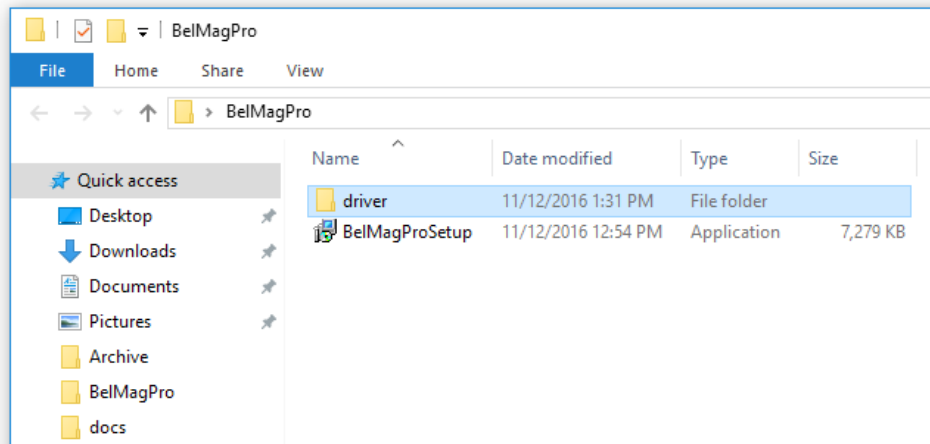 BelMagPro
File Home Share View
BelMagPro
Name Date modified Type Size
Quick access
driver 11/12/2016 1:31 PM File folder
Desktop
BelMagProSetup 11/12/2016 12:54 PM Application 7,279 KB
Downloads
Documents
Pictures
Archive
BelMagPro
docs